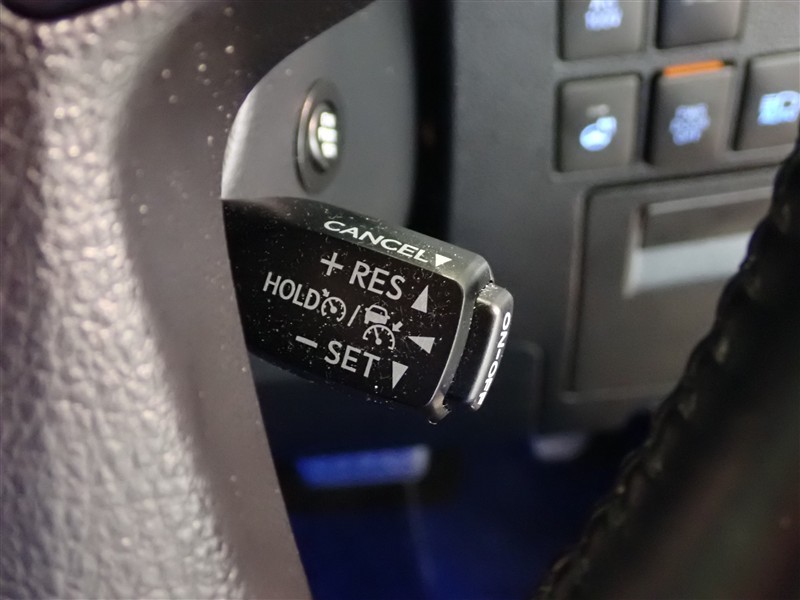 CANCEL▼
+ RES ▲
HOLD /
− SET ▼
ON-OFF